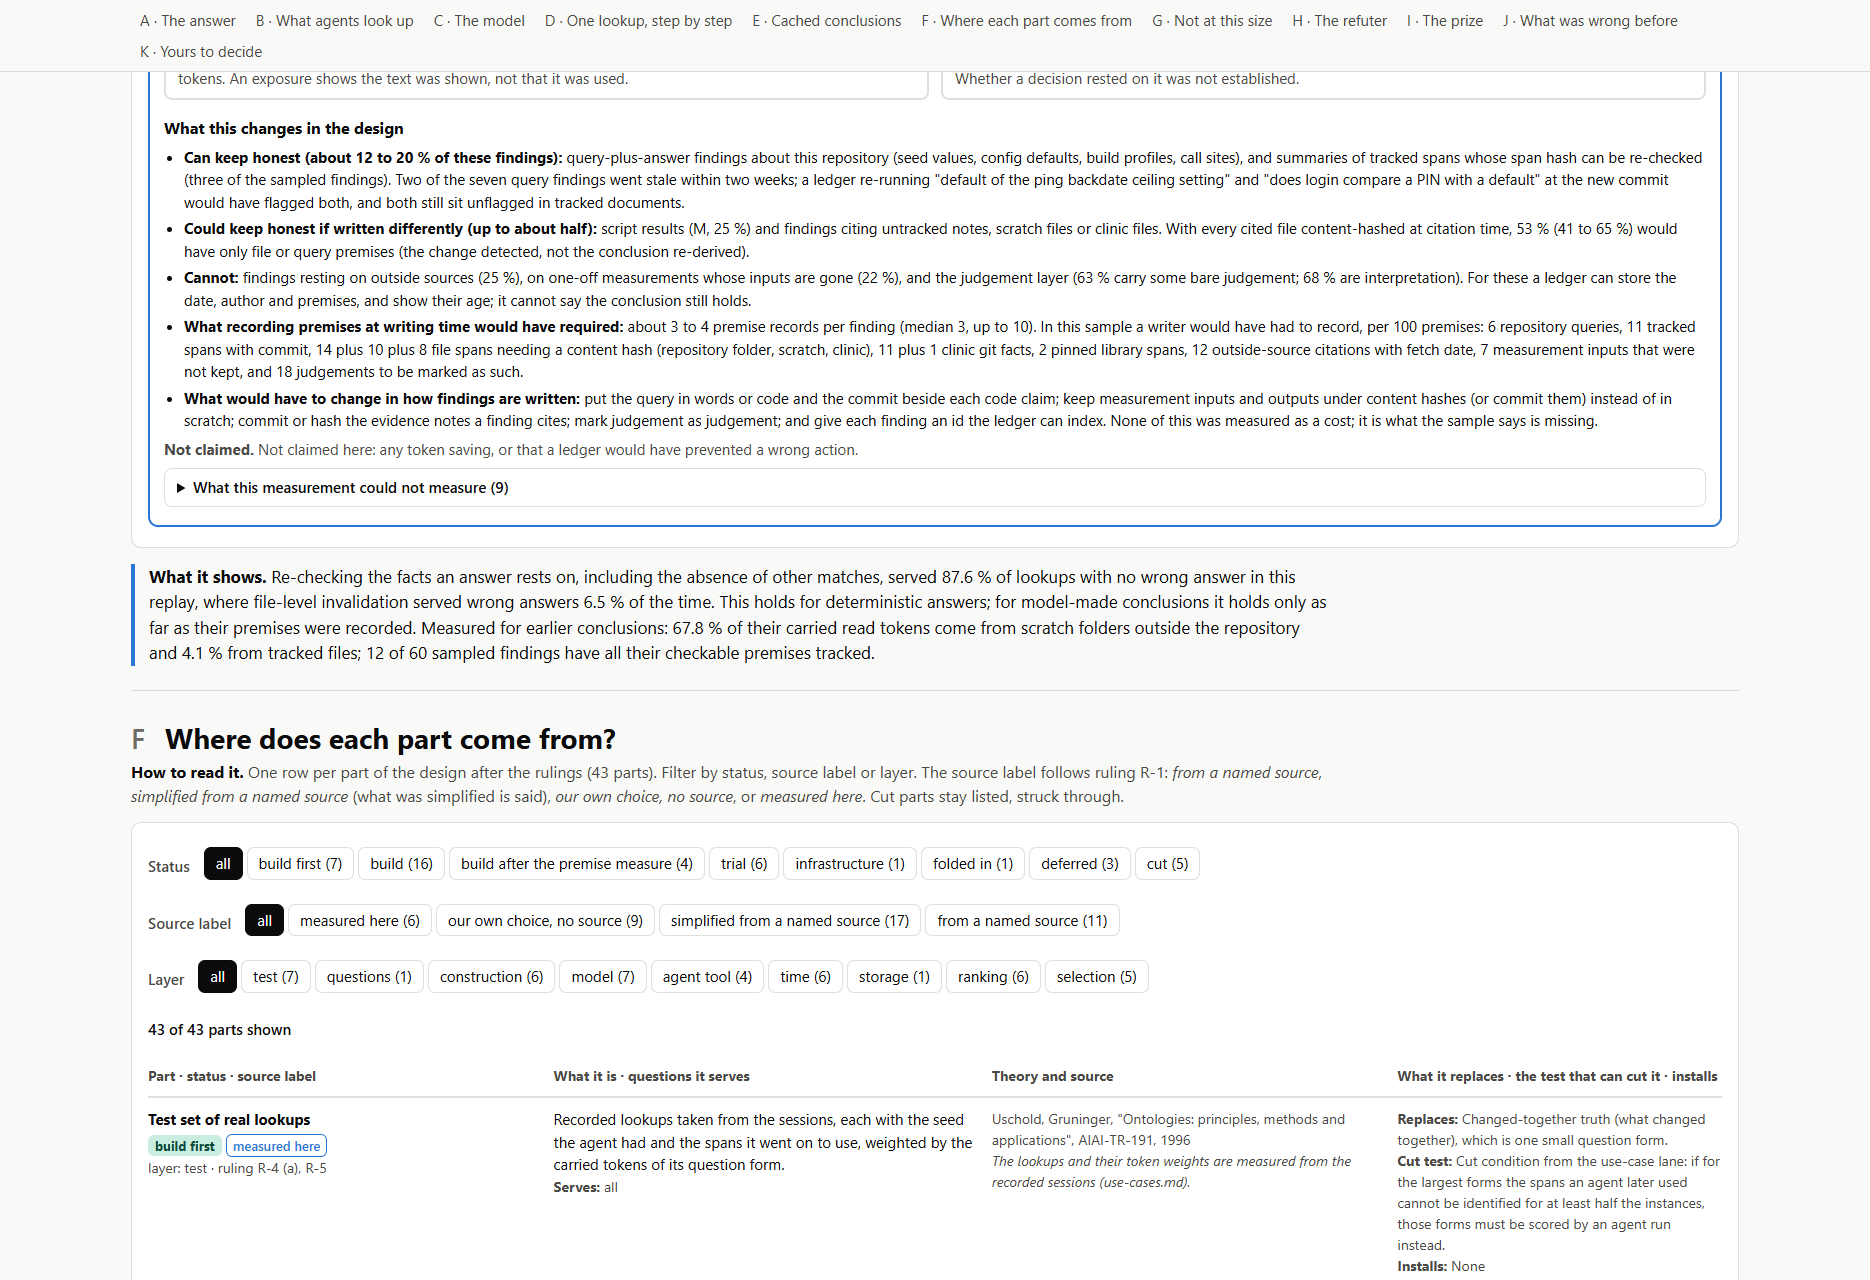 A · The answer B · What agents look up C · The model D · One lookup, step by step E · Cached conclusions F · Where each part comes from G · Not at this size H · The refuter I · The prize J · What was wrong before
K · Yours to decide
tokens. An exposure shows the text was shown, not that it was used.
Whether a decision rested on it was not established.
What this changes in the design
• Can keep honest (about 12 to 20 % of these findings): query-plus-answer findings about this repository (seed values, config defaults, build profiles, call sites), and summaries of tracked spans whose span hash can be re-checked
(three of the sampled findings). Two of the seven query findings went stale within two weeks; a ledger re-running "default of the ping backdate ceiling setting" and "does login compare a PIN with a default" at the new commit
would have flagged both, and both still sit unflagged in tracked documents.
• Could keep honest if written differently (up to about half): script results (M, 25 %) and findings citing untracked notes, scratch files or clinic files. With every cited file content-hashed at citation time, 53 % (41 to 65 %) would
have only file or query premises (the change detected, not the conclusion re-derived).
• Cannot: findings resting on outside sources (25 %), on one-off measurements whose inputs are gone (22 %), and the judgement layer (63 % carry some bare judgement; 68 % are interpretation). For these a ledger can store the
date, author and premises, and show their age; it cannot say the conclusion still holds.
• What recording premises at writing time would have required: about 3 to 4 premise records per finding (median 3, up to 10). In this sample a writer would have had to record, per 100 premises: 6 repository queries, 11 tracked
spans with commit, 14 plus 10 plus 8 file spans needing a content hash (repository folder, scratch, clinic), 11 plus 1 clinic git facts, 2 pinned library spans, 12 outside-source citations with fetch date, 7 measurement inputs that were
not kept, and 18 judgements to be marked as such.
• What would have to change in how findings are written: put the query in words or code and the commit beside each code claim; keep measurement inputs and outputs under content hashes (or commit them) instead of in
scratch; commit or hash the evidence notes a finding cites; mark judgement as judgement; and give each finding an id the ledger can index. None of this was measured as a cost; it is what the sample says is missing.
Not claimed. Not claimed here: any token saving, or that a ledger would have prevented a wrong action.
▶ What this measurement could not measure (9)
What it shows. Re-checking the facts an answer rests on, including the absence of other matches, served 87.6 % of lookups with no wrong answer in this
replay, where file-level invalidation served wrong answers 6.5 % of the time. This holds for deterministic answers; for model-made conclusions it holds only as
far as their premises were recorded. Measured for earlier conclusions: 67.8 % of their carried read tokens come from scratch folders outside the repository
and 4.1 % from tracked files; 12 of 60 sampled findings have all their checkable premises tracked.
F Where does each part come from?
How to read it. One row per part of the design after the rulings (43 parts). Filter by status, source label or layer. The source label follows ruling R-1: from a named source,
simplified from a named source (what was simplified is said), our own choice, no source, or measured here. Cut parts stay listed, struck through.
Status all build first (7) build (16) build after the premise measure (4) trial (6) infrastructure (1) folded in (1) deferred (3) cut (5)
Source label all measured here (6) our own choice, no source (9) simplified from a named source (17) from a named source (11)
Layer all test (7) questions (1) construction (6) model (7) agent tool (4) time (6) storage (1) ranking (6) selection (5)
43 of 43 parts shown
Part · status · source label What it is · questions it serves Theory and source What it replaces · the test that can cut it · installs
Test set of real lookups
build first measured here
layer: test · ruling R-4 (a), R-5
Recorded lookups taken from the sessions, each with the seed
the agent had and the spans it went on to use, weighted by the
carried tokens of its question form.
Serves: all
Uschold, Gruninger, "Ontologies: principles, methods and
applications", AIAI-TR-191, 1996
The lookups and their token weights are measured from the
recorded sessions (use-cases.md).
Replaces: Changed-together truth (what changed
together), which is one small question form.
Cut test: Cut condition from the use-case lane: if for
the largest forms the spans an agent later used
cannot be identified for at least half the instances,
those forms must be scored by an agent run
instead.
Installs: None